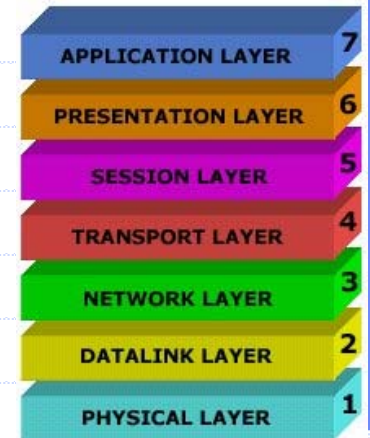 APPLICATION LAYER 7
PRESENTATION LAYER 6
SESSION LAYER 5
TRANSPORT LAYER 4
NETWORK LAYER 3
DATALINK LAYER 2
PHYSICAL LAYER 1